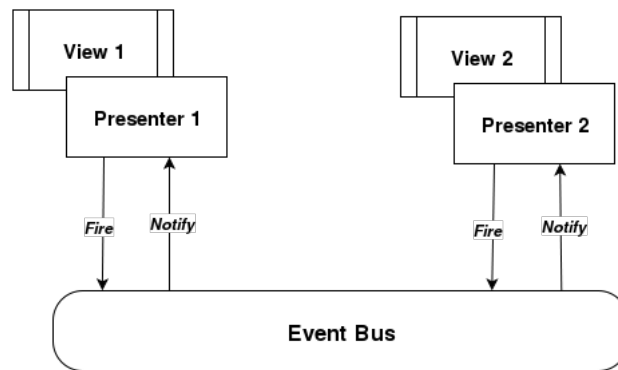 View 1
View 2
Presenter 1
Presenter 2
Fire
Notify
Fire
Notify
Event Bus